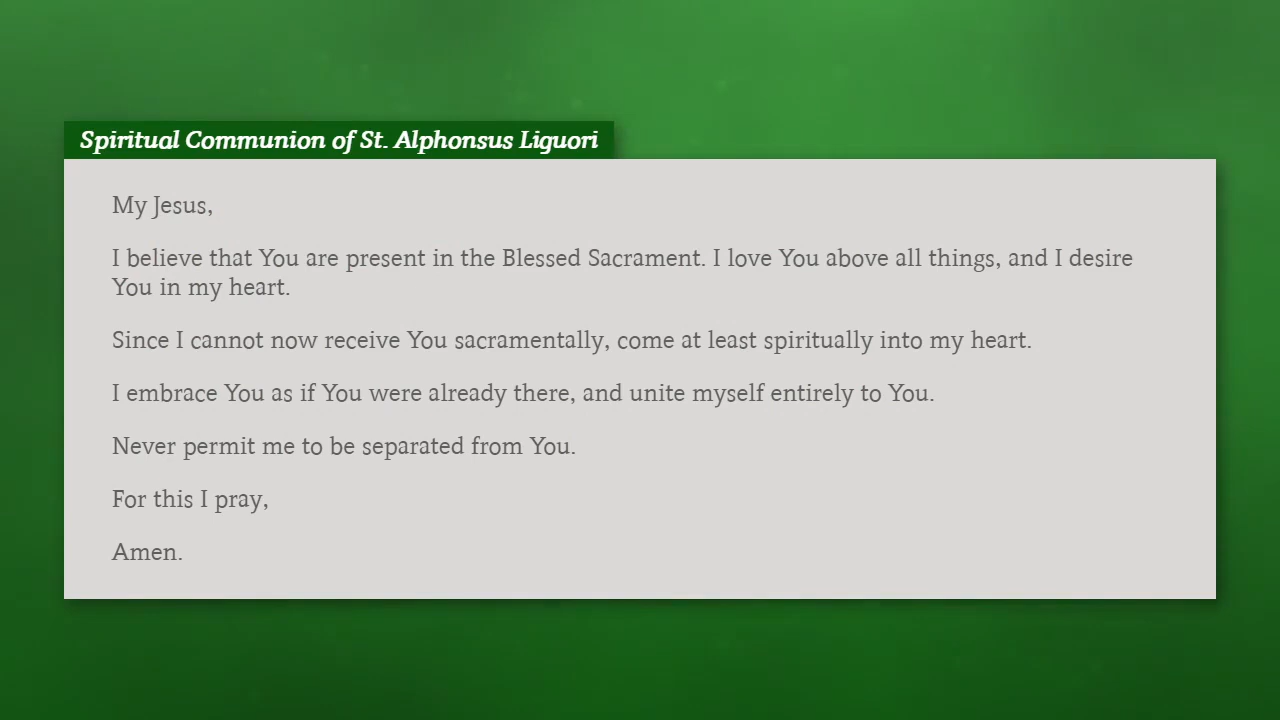 Spiritual Communion of St. Alphonsus Liguori
My Jesus,
I believe that You are present in the Blessed Sacrament. I love You above all things, and I desire
You in my heart.
Since I cannot now receive You sacramentally, come at least spiritually into my heart.
I embrace You as if You were already there, and unite myself entirely to You.
Never permit me to be separated from You.
For this I pray,
Amen.